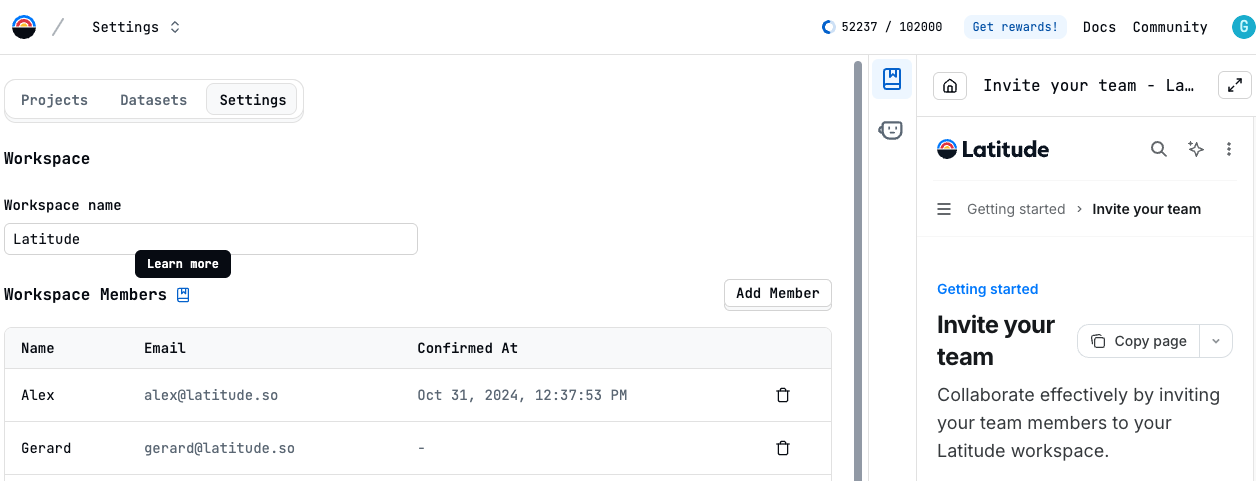 Settings
52237 / 102000
Get rewards!
Docs
Community
G
Projects
Datasets
Settings
Workspace
Workspace name
Latitude
Learn more
Workspace Members
Add Member
Name Email Confirmed At
Alex alex@latitude.so Oct 31, 2024, 12:37:53 PM
Gerard gerard@latitude.so -
Invite your team - La…
Latitude
Getting started > Invite your team
Getting started
Invite your
team
Copy page
Collaborate effectively by inviting
your team members to your
Latitude workspace.